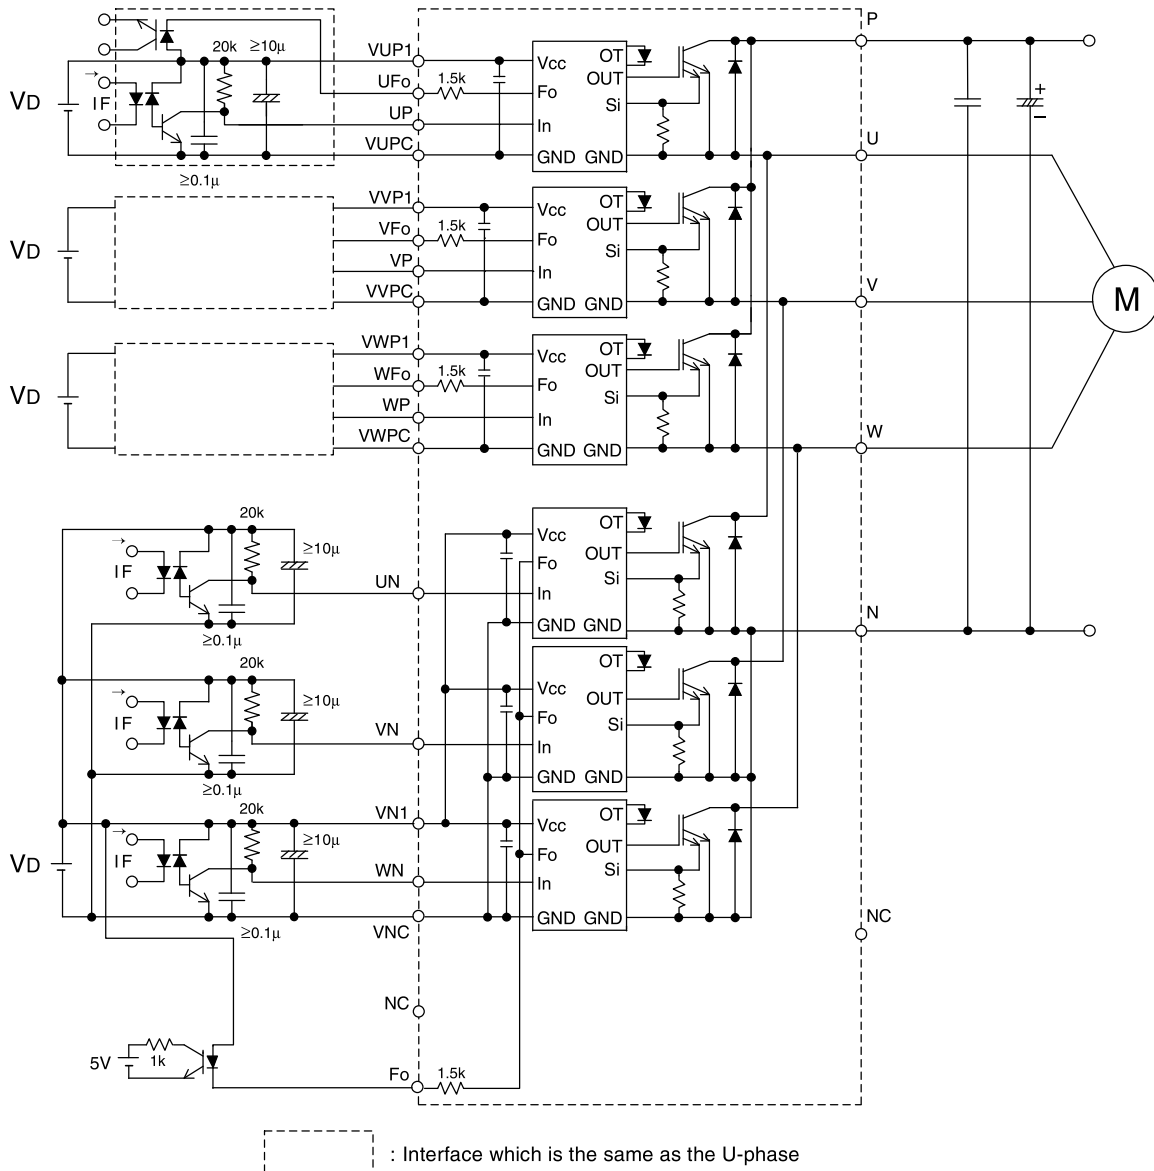 P
20k
≥10μ
VUP1
Vcc
OT
UFo
1.5k
Fo
OUT
VD
IF
Si
UP
In
+
−
VUPC
GND GND
U
≥0.1μ
VVP1
Vcc
OT
VFo
1.5k
Fo
OUT
VD
Si
VP
In
VVPC
GND GND
V
M
VWP1
Vcc
OT
WFo
1.5k
Fo
OUT
VD
Si
WP
In
VWPC
GND GND
W
20k
≥10μ
Vcc
OT
IF
Fo
OUT
Si
UN
In
≥0.1μ
GND GND
N
20k
≥10μ
Vcc
OT
IF
Fo
OUT
Si
VN
In
≥0.1μ
GND GND
20k
VN1
Vcc
OT
≥10μ
VD
IF
Fo
OUT
Si
WN
In
≥0.1μ
VNC
GND GND
NC
NC
5V
1k
Fo
1.5k
: Interface which is the same as the U-phase